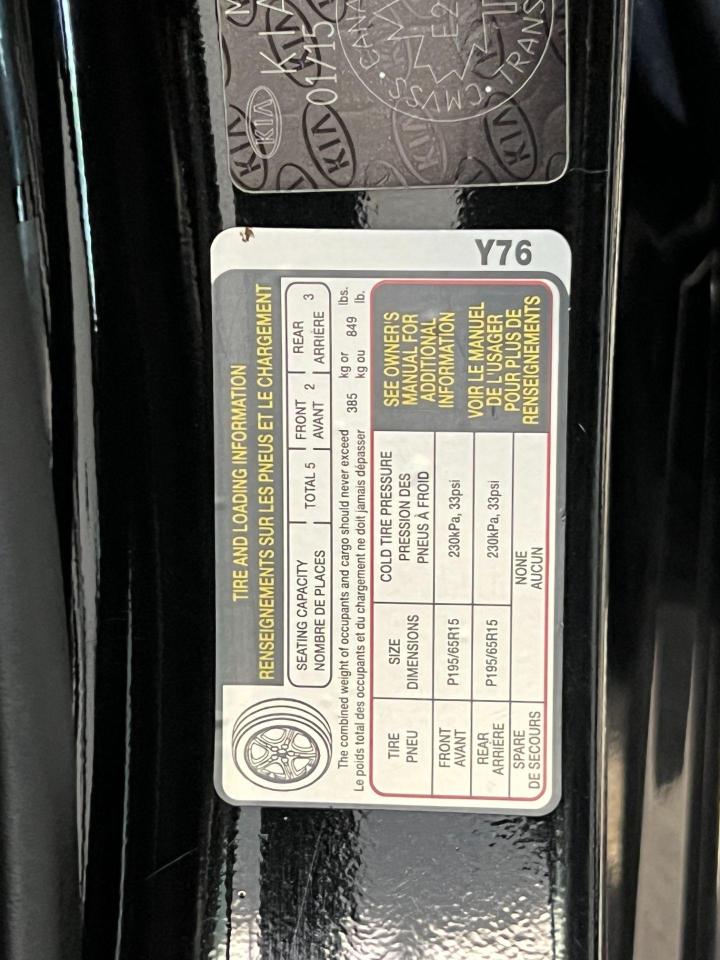 KIA
01/15
CMVSS
TRANS
KIA
KIA
KIA
KIA
KIA
Y76
TIRE AND LOADING INFORMATION
RENSEIGNEMENTS SUR LES PNEUS ET LE CHARGEMENT
SEATING CAPACITY TOTAL 5 FRONT 2 REAR 3
NOMBRE DE PLACES AVANT ARRIÈRE
The combined weight of occupants and cargo should never exceed 385 kg or 849 lbs.
Le poids total des occupants et du chargement ne doit jamais dépasser kg ou lb.
TIRE SIZE COLD TIRE PRESSURE
PNEU DIMENSIONS PRESSION DES
PNEUS À FROID
FRONT P195/65R15 230kPa, 33psi
AVANT
REAR P195/65R15 230kPa, 33psi
ARRIÈRE
SPARE NONE
DE SECOURS AUCUN
SEE OWNER'S
MANUAL FOR
ADDITIONAL
INFORMATION
VOIR LE MANUEL
DE L'USAGER
POUR PLUS DE
RENSEIGNEMENTS